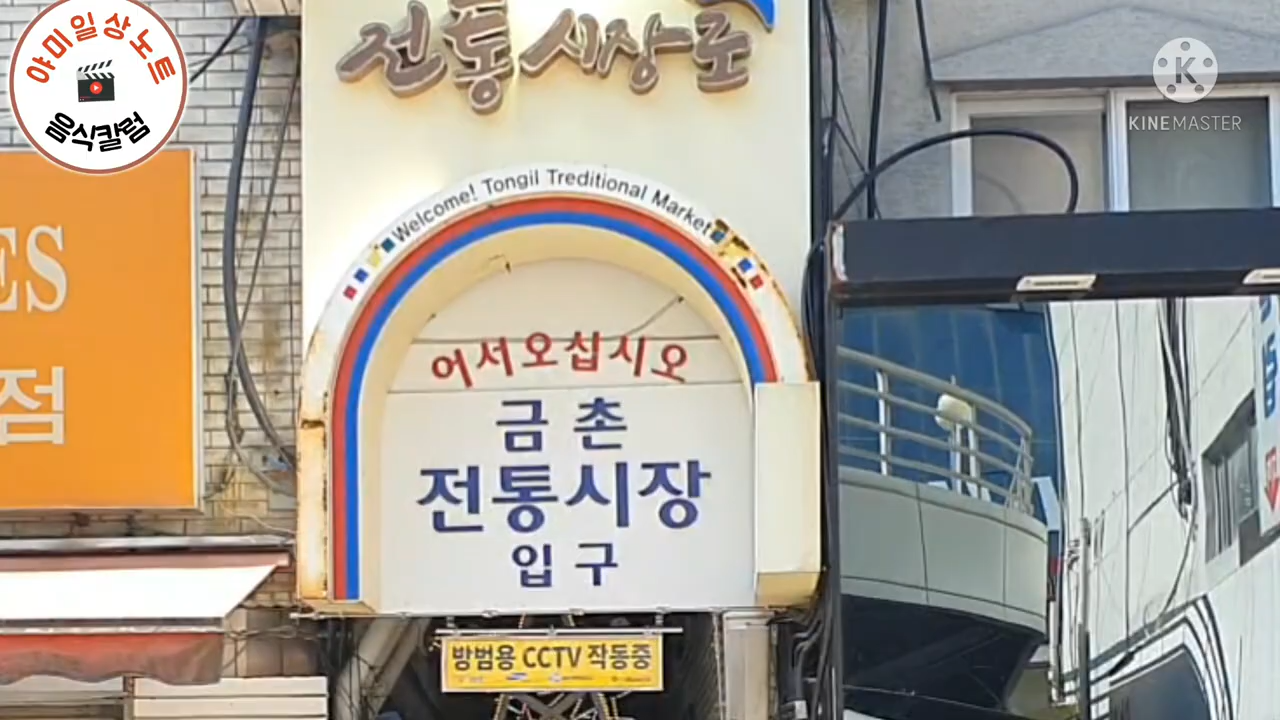 야미일상노트
음식칼럼
전통시장로
KINEMASTER
Welcome! Tongil Treditional Market
ES
점
어서오십시오
금촌
전통시장
입구
방범용 CCTV 작동중